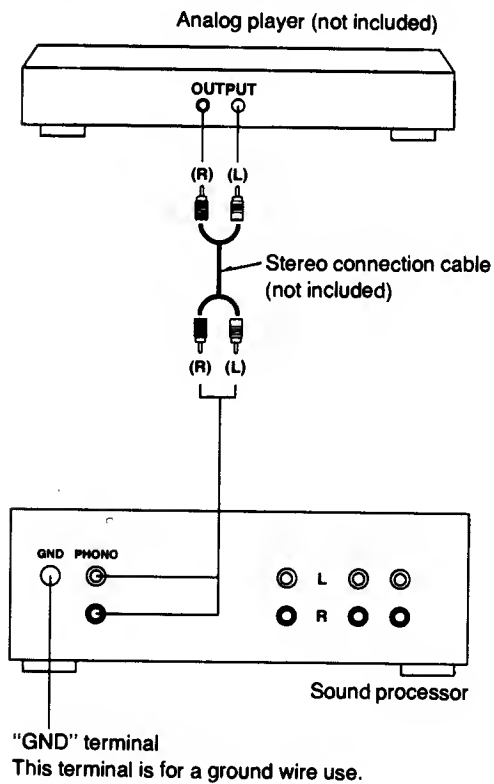 Analog player (not included)
OUTPUT
(R) (L)
Stereo connection cable
(not included)
(R) (L)
GND PHONO
L
R
Sound processor
"GND" terminal
This terminal is for a ground wire use.